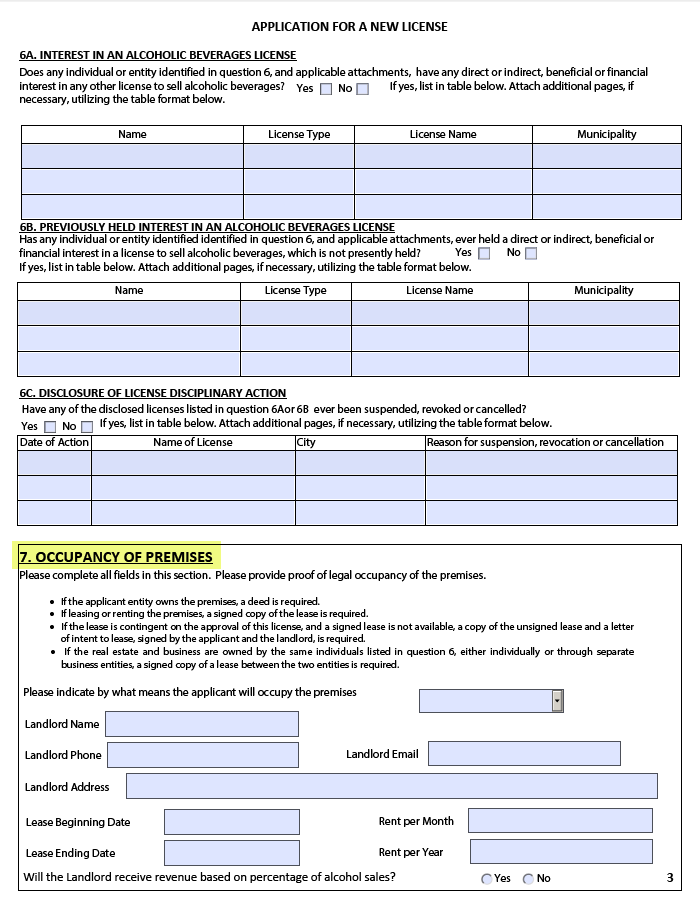 APPLICATION FOR A NEW LICENSE
6A. INTEREST IN AN ALCOHOLIC BEVERAGES LICENSE
Does any individual or entity identified in question 6, and applicable attachments, have any direct or indirect, beneficial or financial
interest in any other license to sell alcoholic beverages? Yes No If yes, list in table below. Attach additional pages, if
necessary, utilizing the table format below.
Name License Type License Name Municipality
6B. PREVIOUSLY HELD INTEREST IN AN ALCOHOLIC BEVERAGES LICENSE
Has any individual or entity identified identified in question 6, and applicable attachments, ever held a direct or indirect, beneficial or
financial interest in a license to sell alcoholic beverages, which is not presently held? Yes No
If yes, list in table below. Attach additional pages, if necessary, utilizing the table format below.
Name License Type License Name Municipality
6C. DISCLOSURE OF LICENSE DISCIPLINARY ACTION
Have any of the disclosed licenses listed in question 6Aor 6B ever been suspended, revoked or cancelled?
Yes No If yes, list in table below. Attach additional pages, if necessary, utilizing the table format below.
Date of Action Name of License City Reason for suspension, revocation or cancellation
7. OCCUPANCY OF PREMISES
Please complete all fields in this section. Please provide proof of legal occupancy of the premises.
• If the applicant entity owns the premises, a deed is required.
• If leasing or renting the premises, a signed copy of the lease is required.
• If the lease is contingent on the approval of this license, and a signed lease is not available, a copy of the unsigned lease and a letter
of intent to lease, signed by the applicant and the landlord, is required.
• If the real estate and business are owned by the same individuals listed in question 6, either individually or through separate
business entities, a signed copy of a lease between the two entities is required.
Please indicate by what means the applicant will occupy the premises
Landlord Name
Landlord Phone Landlord Email
Landlord Address
Lease Beginning Date Rent per Month
Lease Ending Date Rent per Year
Will the Landlord receive revenue based on percentage of alcohol sales? Yes No 3